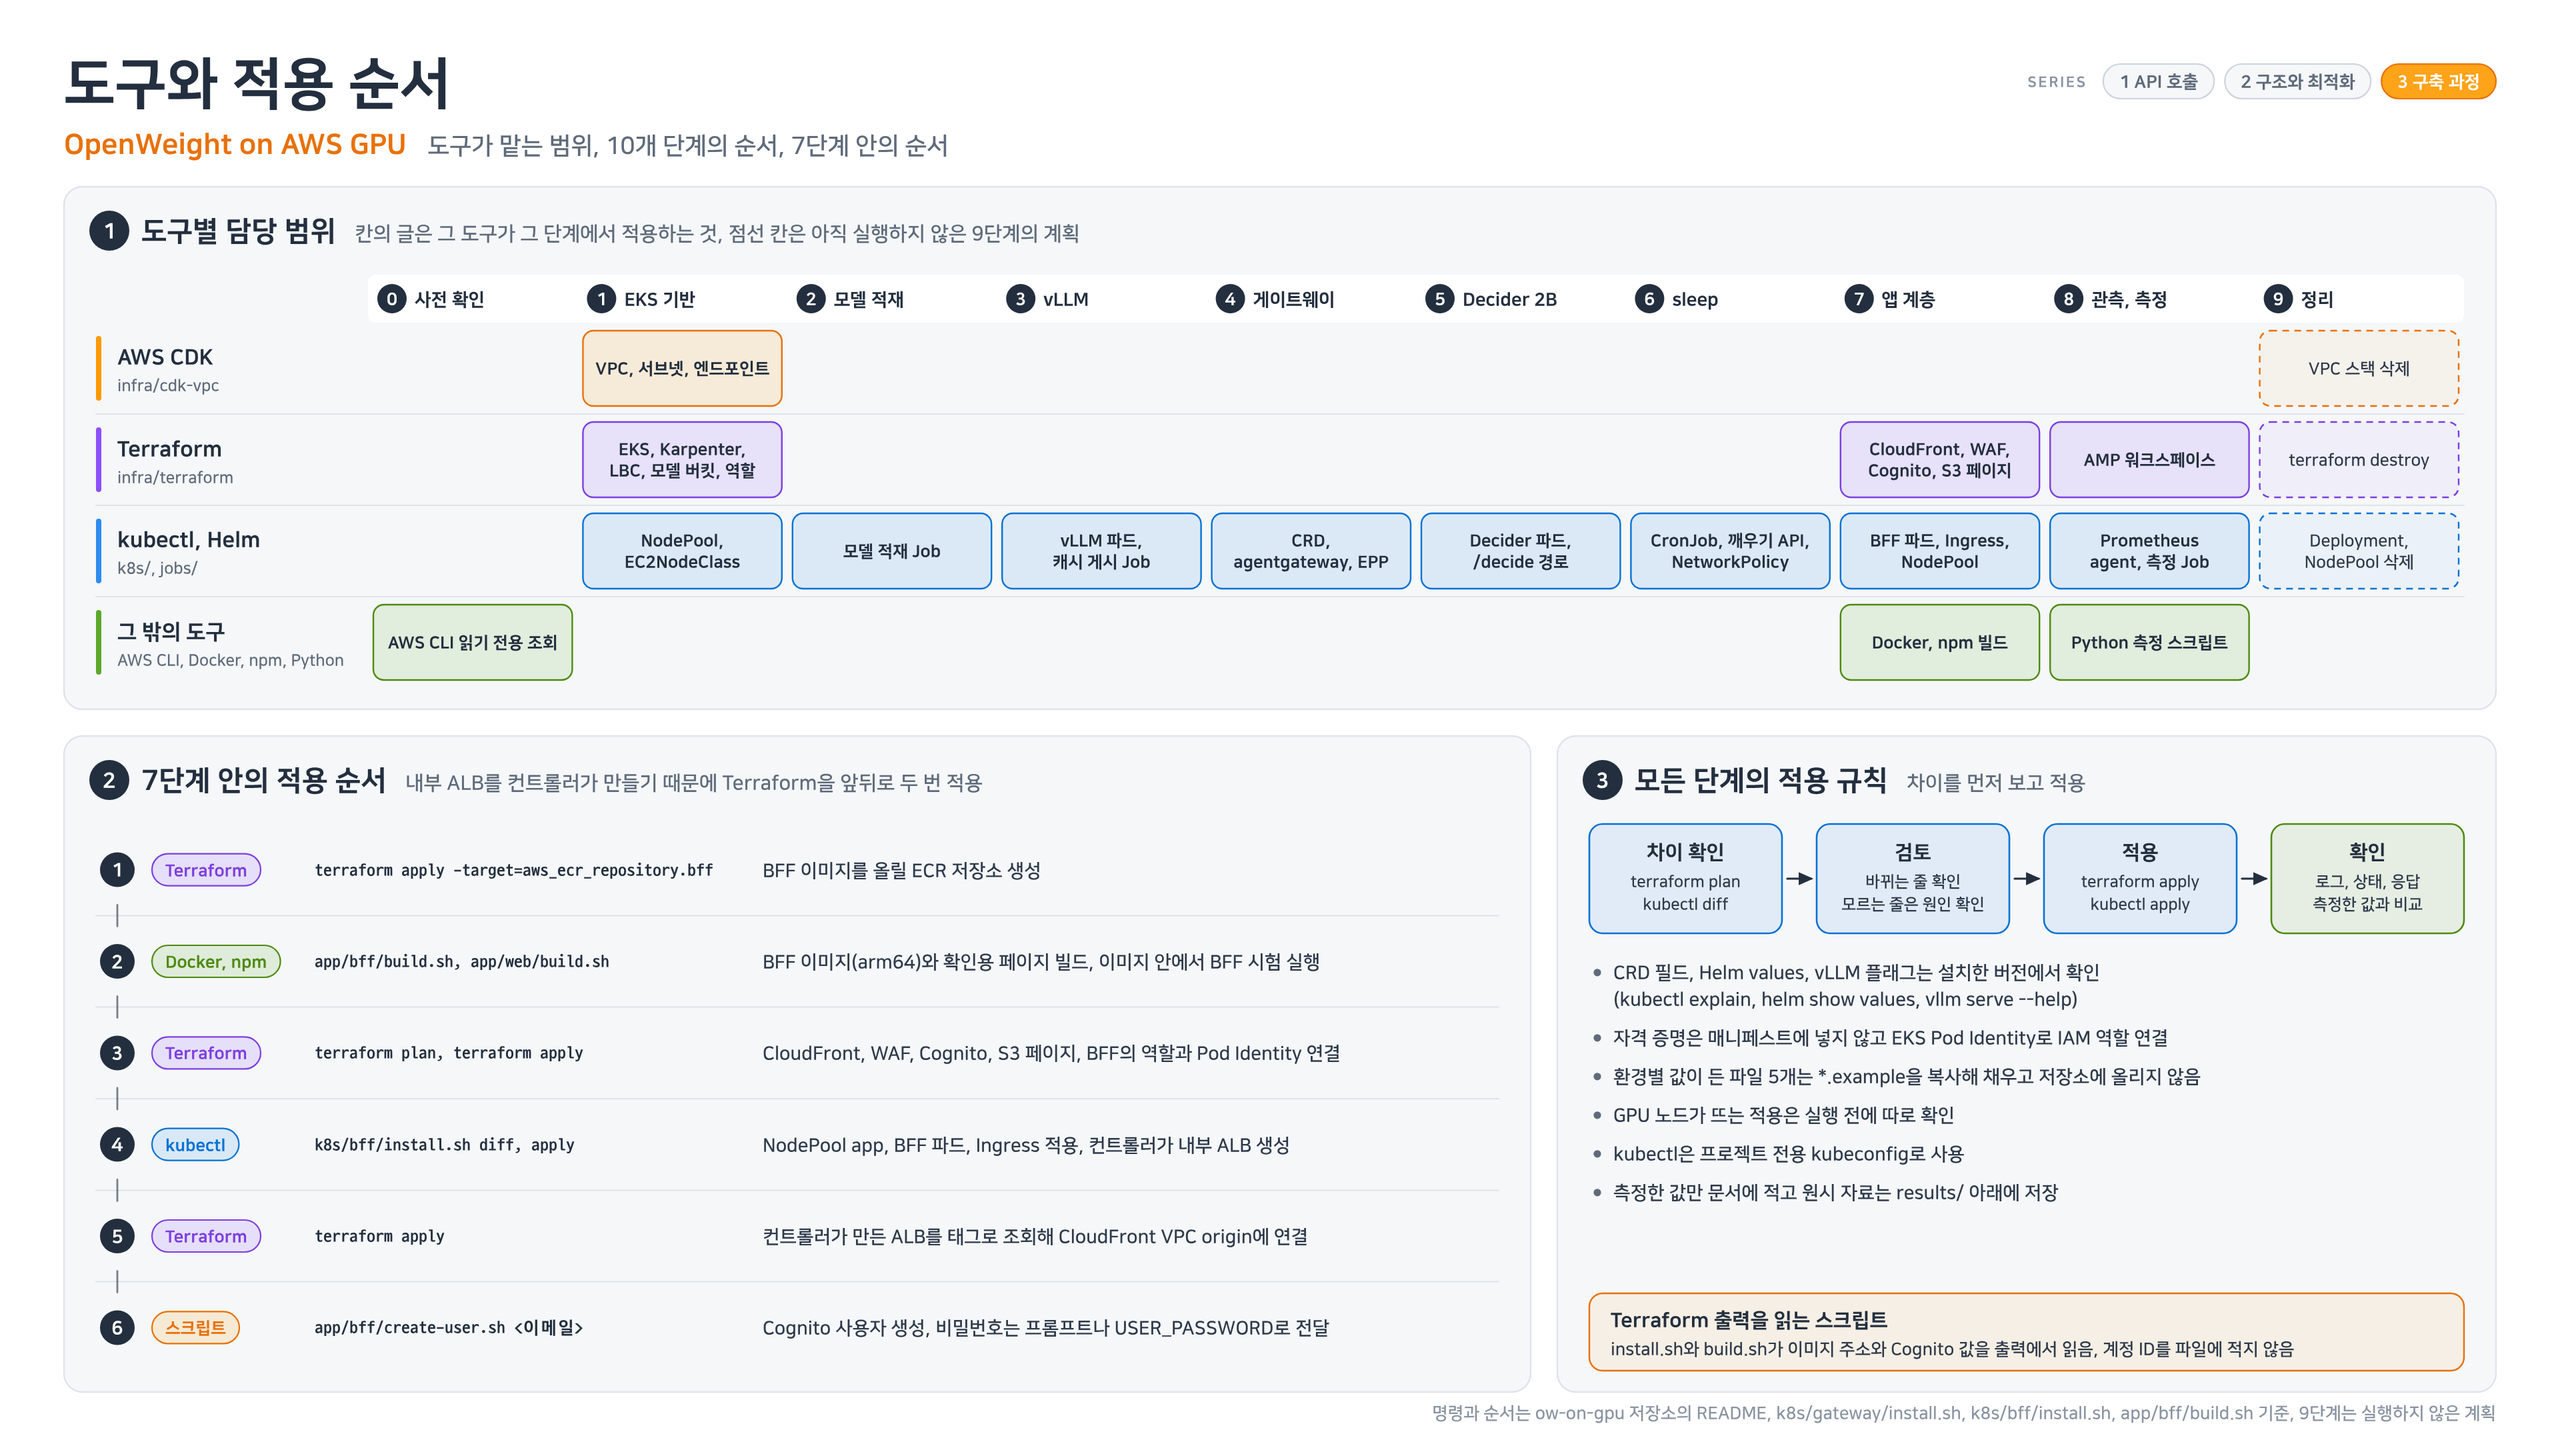 도구와 적용 순서
SERIES 1 API 호출 2 구조와 최적화 3 구축 과정
OpenWeight on AWS GPU 도구가 맡는 범위, 10개 단계의 순서, 7단계 안의 순서
1 도구별 담당 범위 칸의 글은 그 도구가 그 단계에서 적용하는 것, 점선 칸은 아직 실행하지 않은 9단계의 계획
0 사전 확인 1 EKS 기반 2 모델 적재 3 vLLM 4 게이트웨이 5 Decider 2B 6 sleep 7 앱 계층 8 관측, 측정 9 정리
AWS CDK
infra/cdk-vpc
VPC, 서브넷, 엔드포인트
VPC 스택 삭제
Terraform
infra/terraform
EKS, Karpenter,
LBC, 모델 버킷, 역할
CloudFront, WAF,
Cognito, S3 페이지
AMP 워크스페이스
terraform destroy
kubectl, Helm
k8s/, jobs/
NodePool,
EC2NodeClass
모델 적재 Job
vLLM 파드,
캐시 게시 Job
CRD,
agentgateway, EPP
Decider 파드,
/decide 경로
CronJob, 깨우기 API,
NetworkPolicy
BFF 파드, Ingress,
NodePool
Prometheus
agent, 측정 Job
Deployment,
NodePool 삭제
그 밖의 도구
AWS CLI, Docker, npm, Python
AWS CLI 읽기 전용 조회
Docker, npm 빌드
Python 측정 스크립트
2 7단계 안의 적용 순서 내부 ALB를 컨트롤러가 만들기 때문에 Terraform을 앞뒤로 두 번 적용
1 Terraform terraform apply -target=aws_ecr_repository.bff BFF 이미지를 올릴 ECR 저장소 생성
2 Docker, npm app/bff/build.sh, app/web/build.sh BFF 이미지(arm64)와 확인용 페이지 빌드, 이미지 안에서 BFF 시험 실행
3 Terraform terraform plan, terraform apply CloudFront, WAF, Cognito, S3 페이지, BFF의 역할과 Pod Identity 연결
4 kubectl k8s/bff/install.sh diff, apply NodePool app, BFF 파드, Ingress 적용, 컨트롤러가 내부 ALB 생성
5 Terraform terraform apply 컨트롤러가 만든 ALB를 태그로 조회해 CloudFront VPC origin에 연결
6 스크립트 app/bff/create-user.sh <이메일> Cognito 사용자 생성, 비밀번호는 프롬프트나 USER_PASSWORD로 전달
3 모든 단계의 적용 규칙 차이를 먼저 보고 적용
차이 확인
terraform plan
kubectl diff
검토
바뀌는 줄 확인
모르는 줄은 원인 확인
적용
terraform apply
kubectl apply
확인
로그, 상태, 응답
측정한 값과 비교
• CRD 필드, Helm values, vLLM 플래그는 설치한 버전에서 확인
(kubectl explain, helm show values, vllm serve --help)
• 자격 증명은 매니페스트에 넣지 않고 EKS Pod Identity로 IAM 역할 연결
• 환경별 값이 든 파일 5개는 *.example을 복사해 채우고 저장소에 올리지 않음
• GPU 노드가 뜨는 적용은 실행 전에 따로 확인
• kubectl은 프로젝트 전용 kubeconfig로 사용
• 측정한 값만 문서에 적고 원시 자료는 results/ 아래에 저장
Terraform 출력을 읽는 스크립트
install.sh와 build.sh가 이미지 주소와 Cognito 값을 출력에서 읽음, 계정 ID를 파일에 적지 않음
명령과 순서는 ow-on-gpu 저장소의 README, k8s/gateway/install.sh, k8s/bff/install.sh, app/bff/build.sh 기준, 9단계는 실행하지 않은 계획